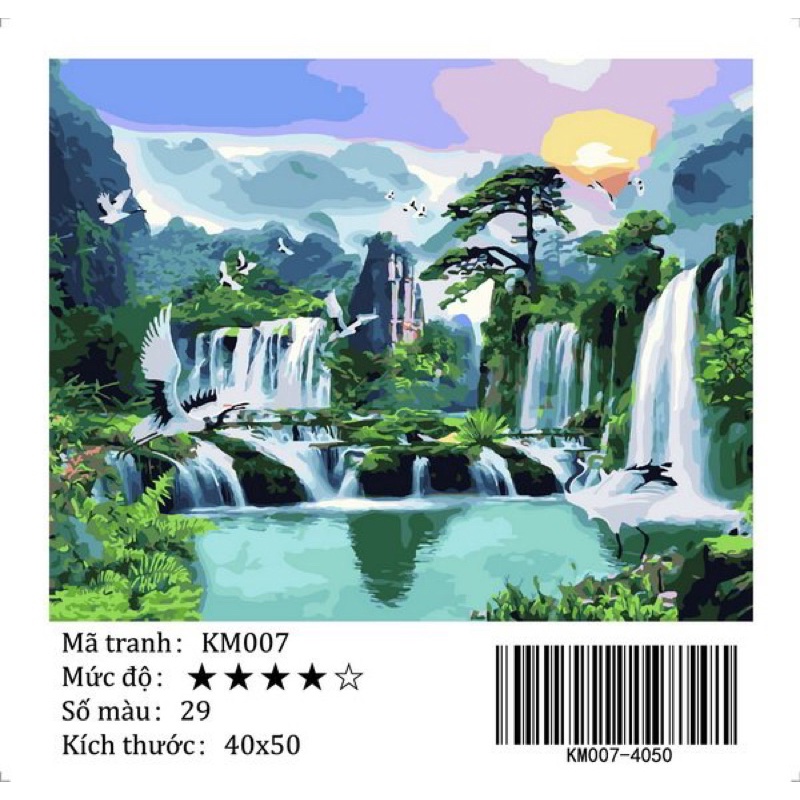 Mã tranh: KM007
Mức độ: ★★★★☆
Số màu: 29
Kích thước: 40x50
KM007-4050